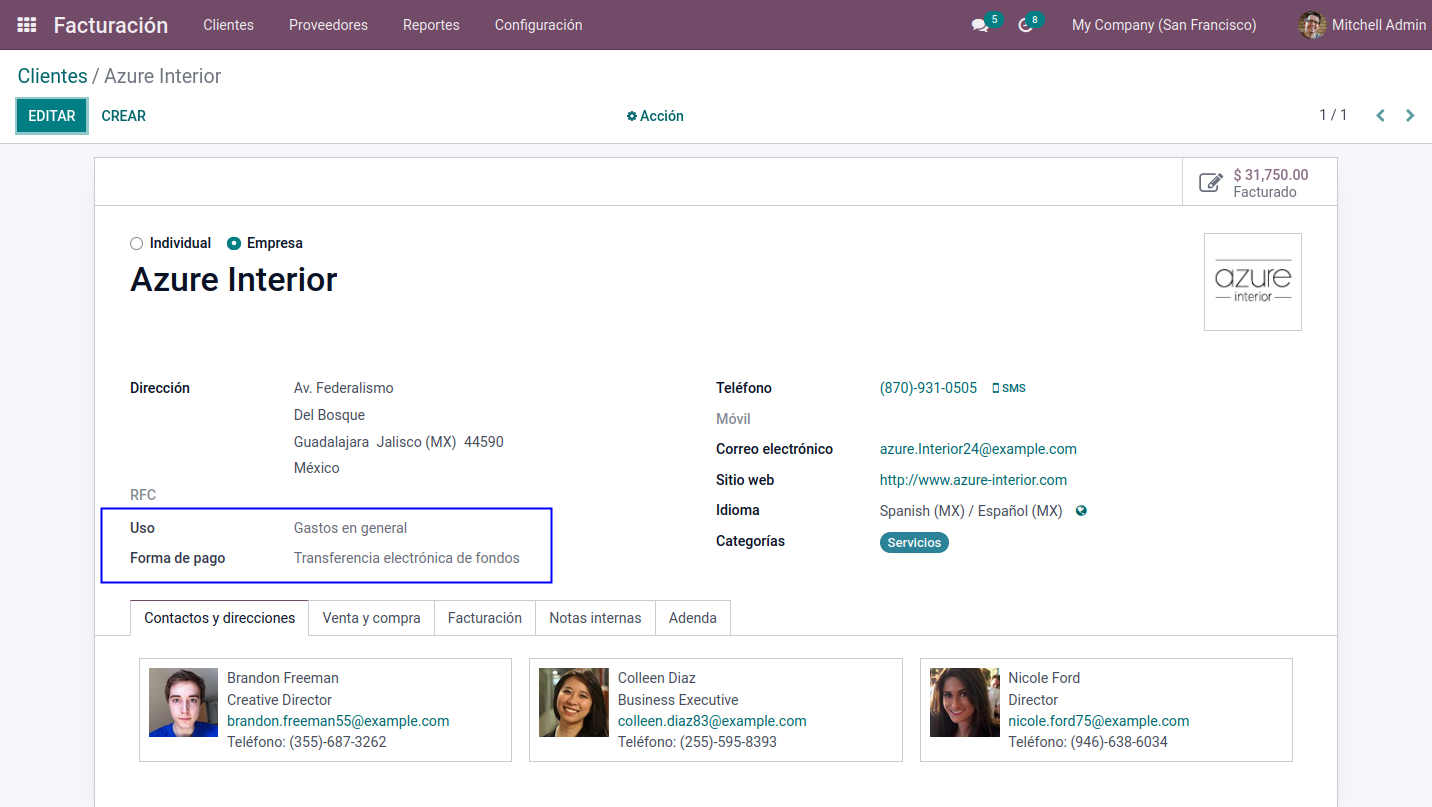 Facturación Clientes Proveedores Reportes Configuración 5 8 My Company (San Francisco) Mitchell Admin
Clientes / Azure Interior
EDITAR CREAR Acción 1 / 1
$ 31,750.00
Facturado
Individual Empresa
Azure Interior
azure
interior
Dirección Av. Federalismo
Del Bosque
Guadalajara Jalisco (MX) 44590
México
RFC
Uso Gastos en general
Forma de pago Transferencia electrónica de fondos
Teléfono (870)-931-0505 SMS
Móvil
Correo electrónico azure.Interior24@example.com
Sitio web http://www.azure-interior.com
Idioma Spanish (MX) / Español (MX)
Categorías Servicios
Contactos y direcciones Venta y compra Facturación Notas internas Adenda
Brandon Freeman
Creative Director
brandon.freeman55@example.com
Teléfono: (355)-687-3262
Colleen Diaz
Business Executive
colleen.diaz83@example.com
Teléfono: (255)-595-8393
Nicole Ford
Director
nicole.ford75@example.com
Teléfono: (946)-638-6034